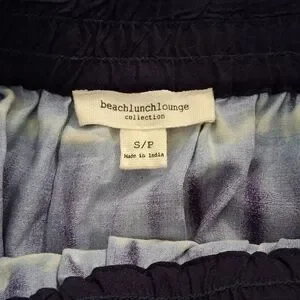 beachlunchlounge
collection
S/P
Made in India